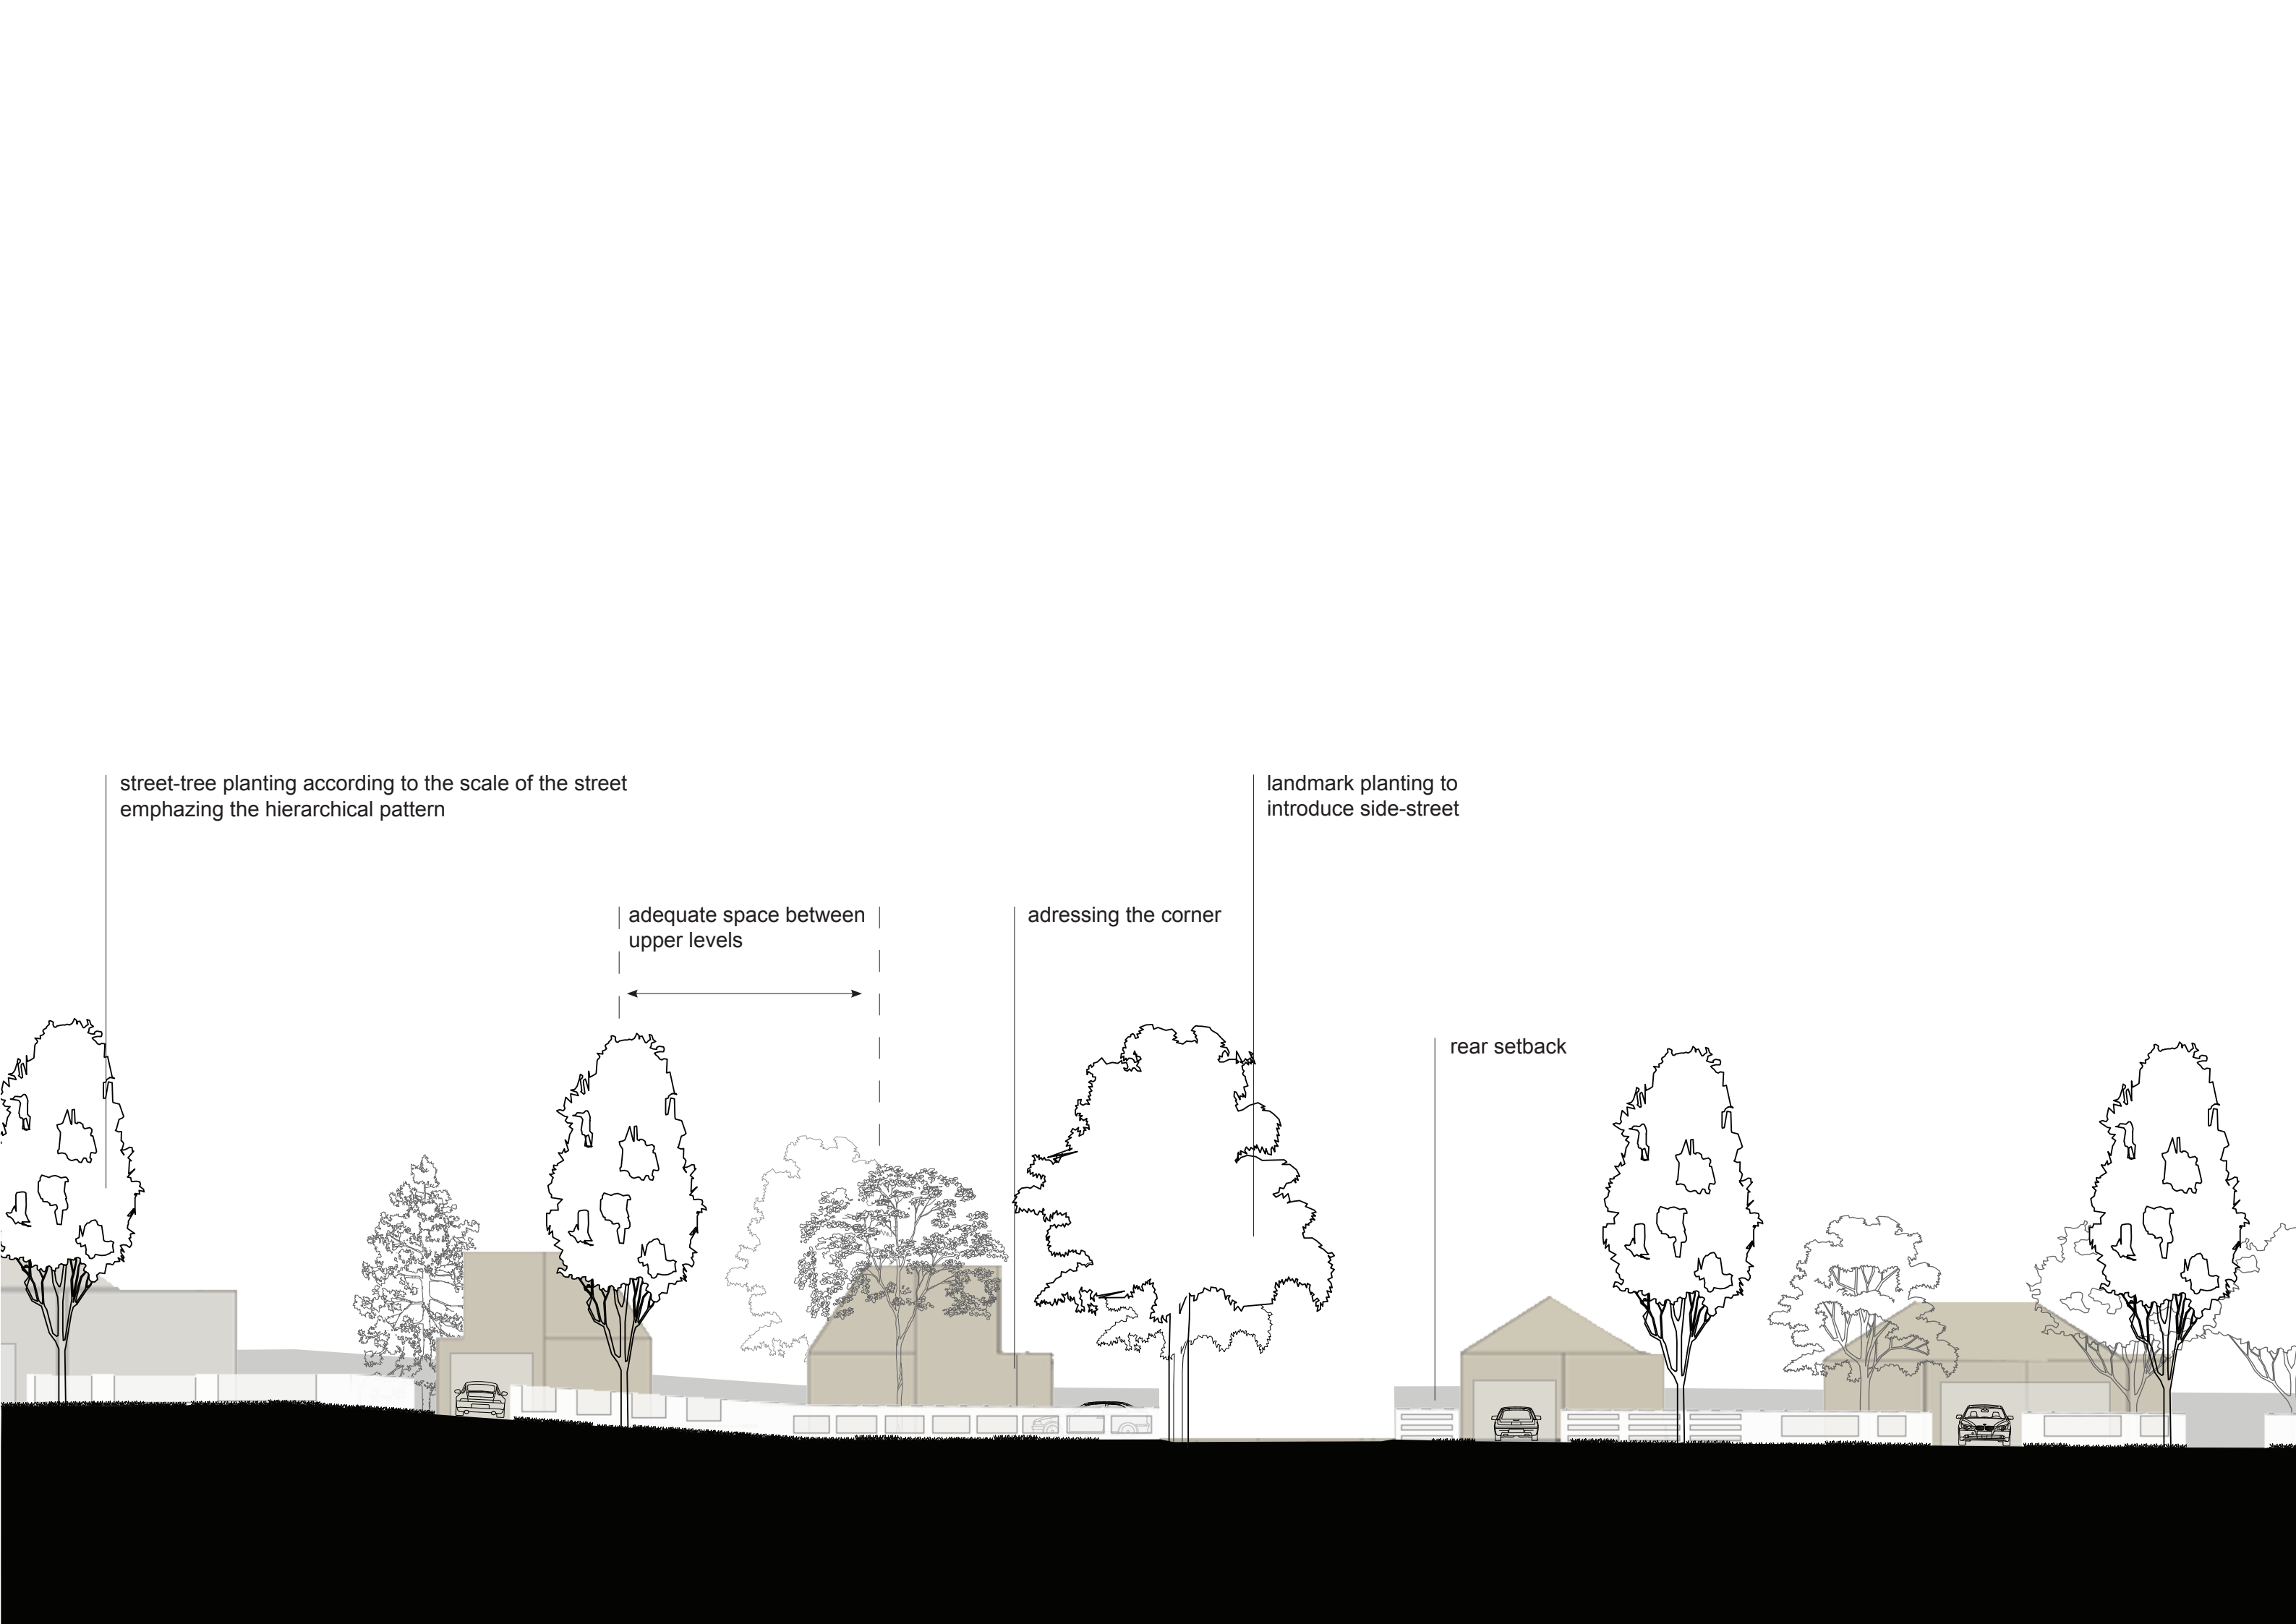 street-tree planting according to the scale of the street
emphazing the hierarchical pattern
landmark planting to
introduce side-street
adequate space between
upper levels
adressing the corner
rear setback